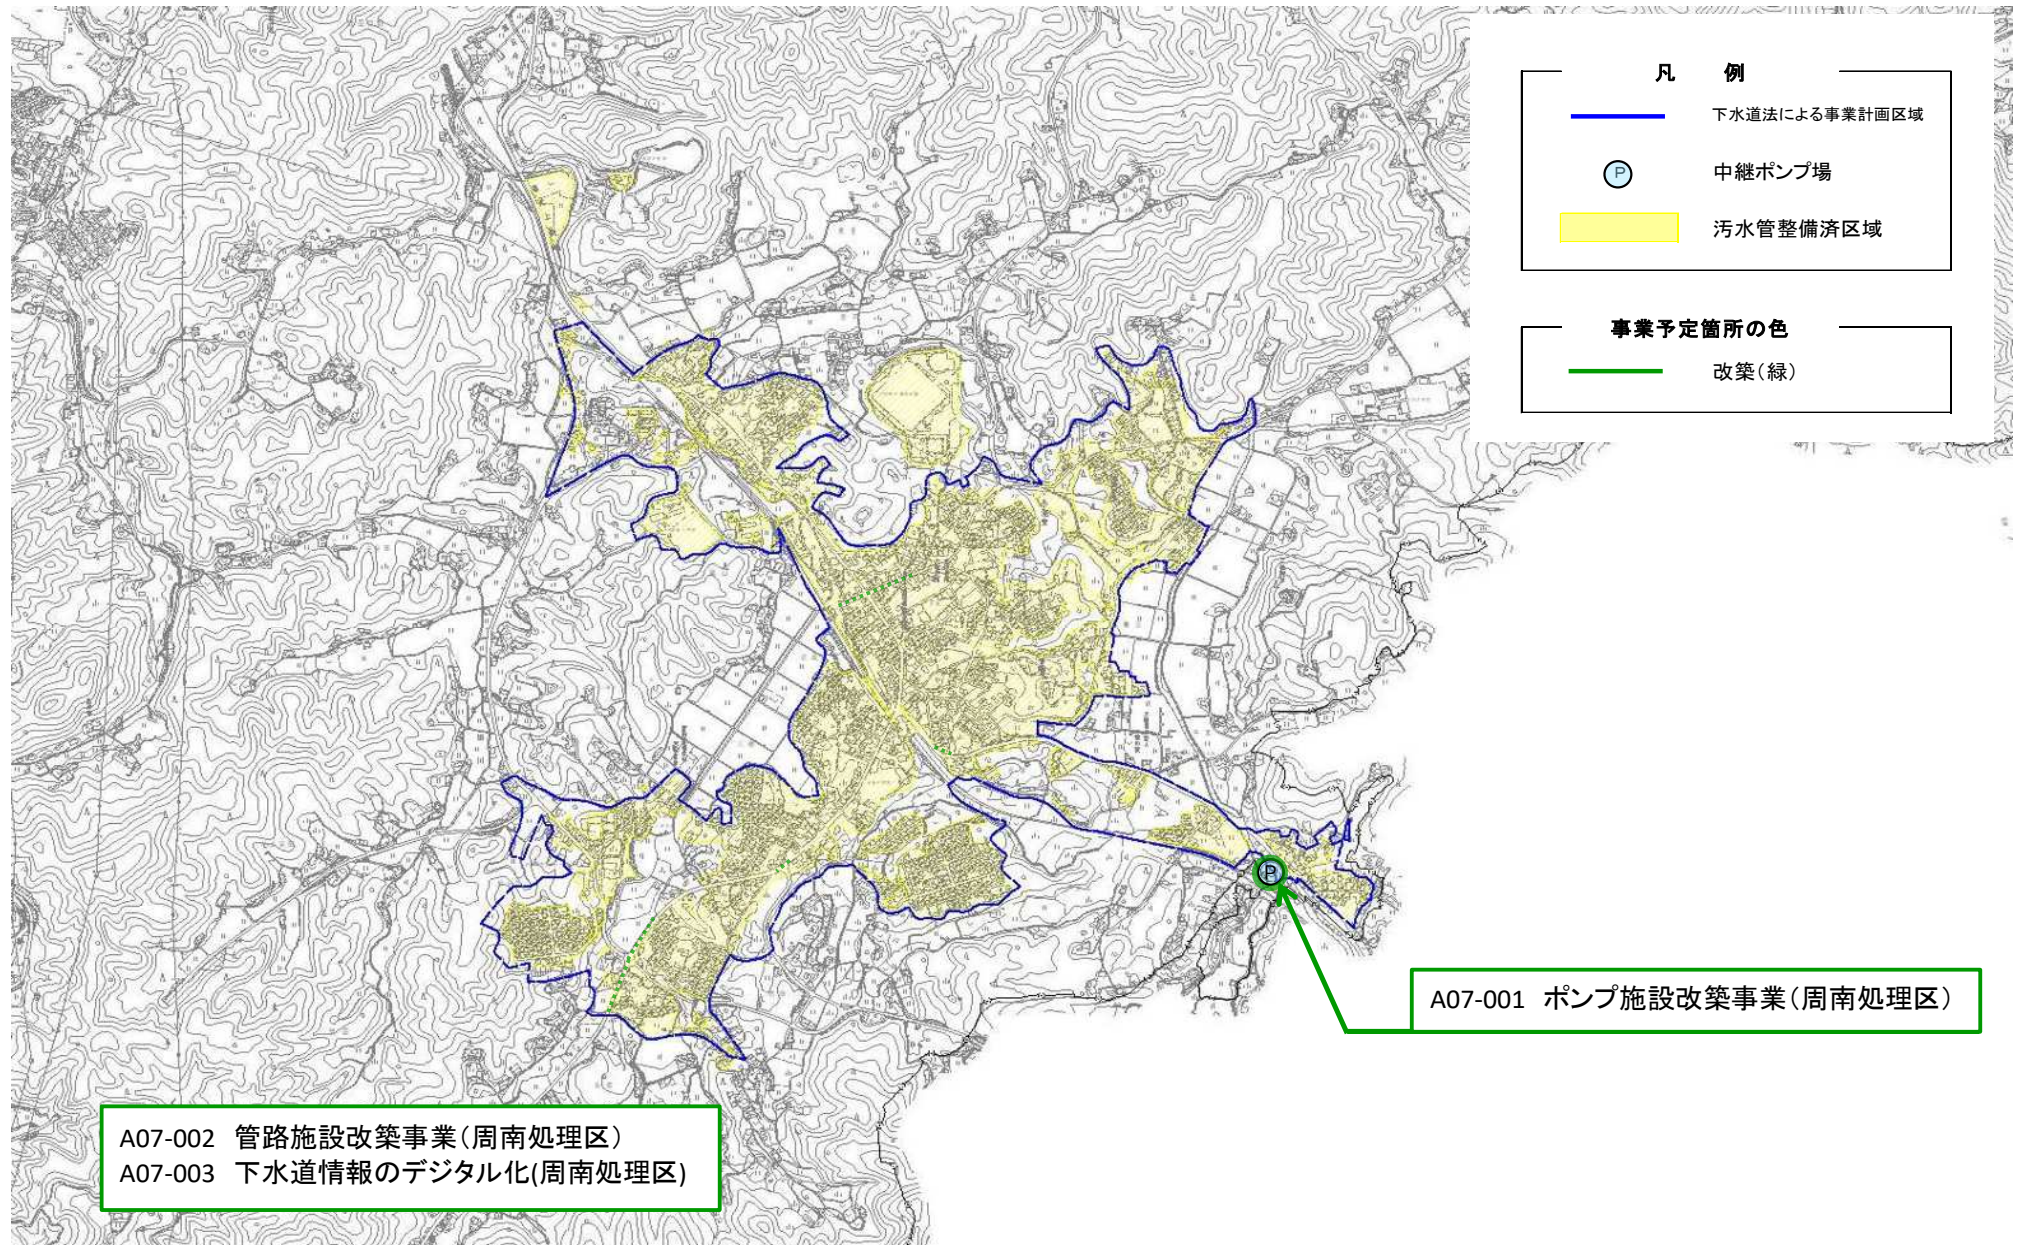 凡　例
下水道法による事業計画区域
P
中継ポンプ場
汚水管整備済区域
事業予定箇所の色
改築（緑）
P
A07-001 ポンプ施設改築事業（周南処理区）
A07-002 管路施設改築事業（周南処理区）
A07-003 下水道情報のデジタル化(周南処理区)